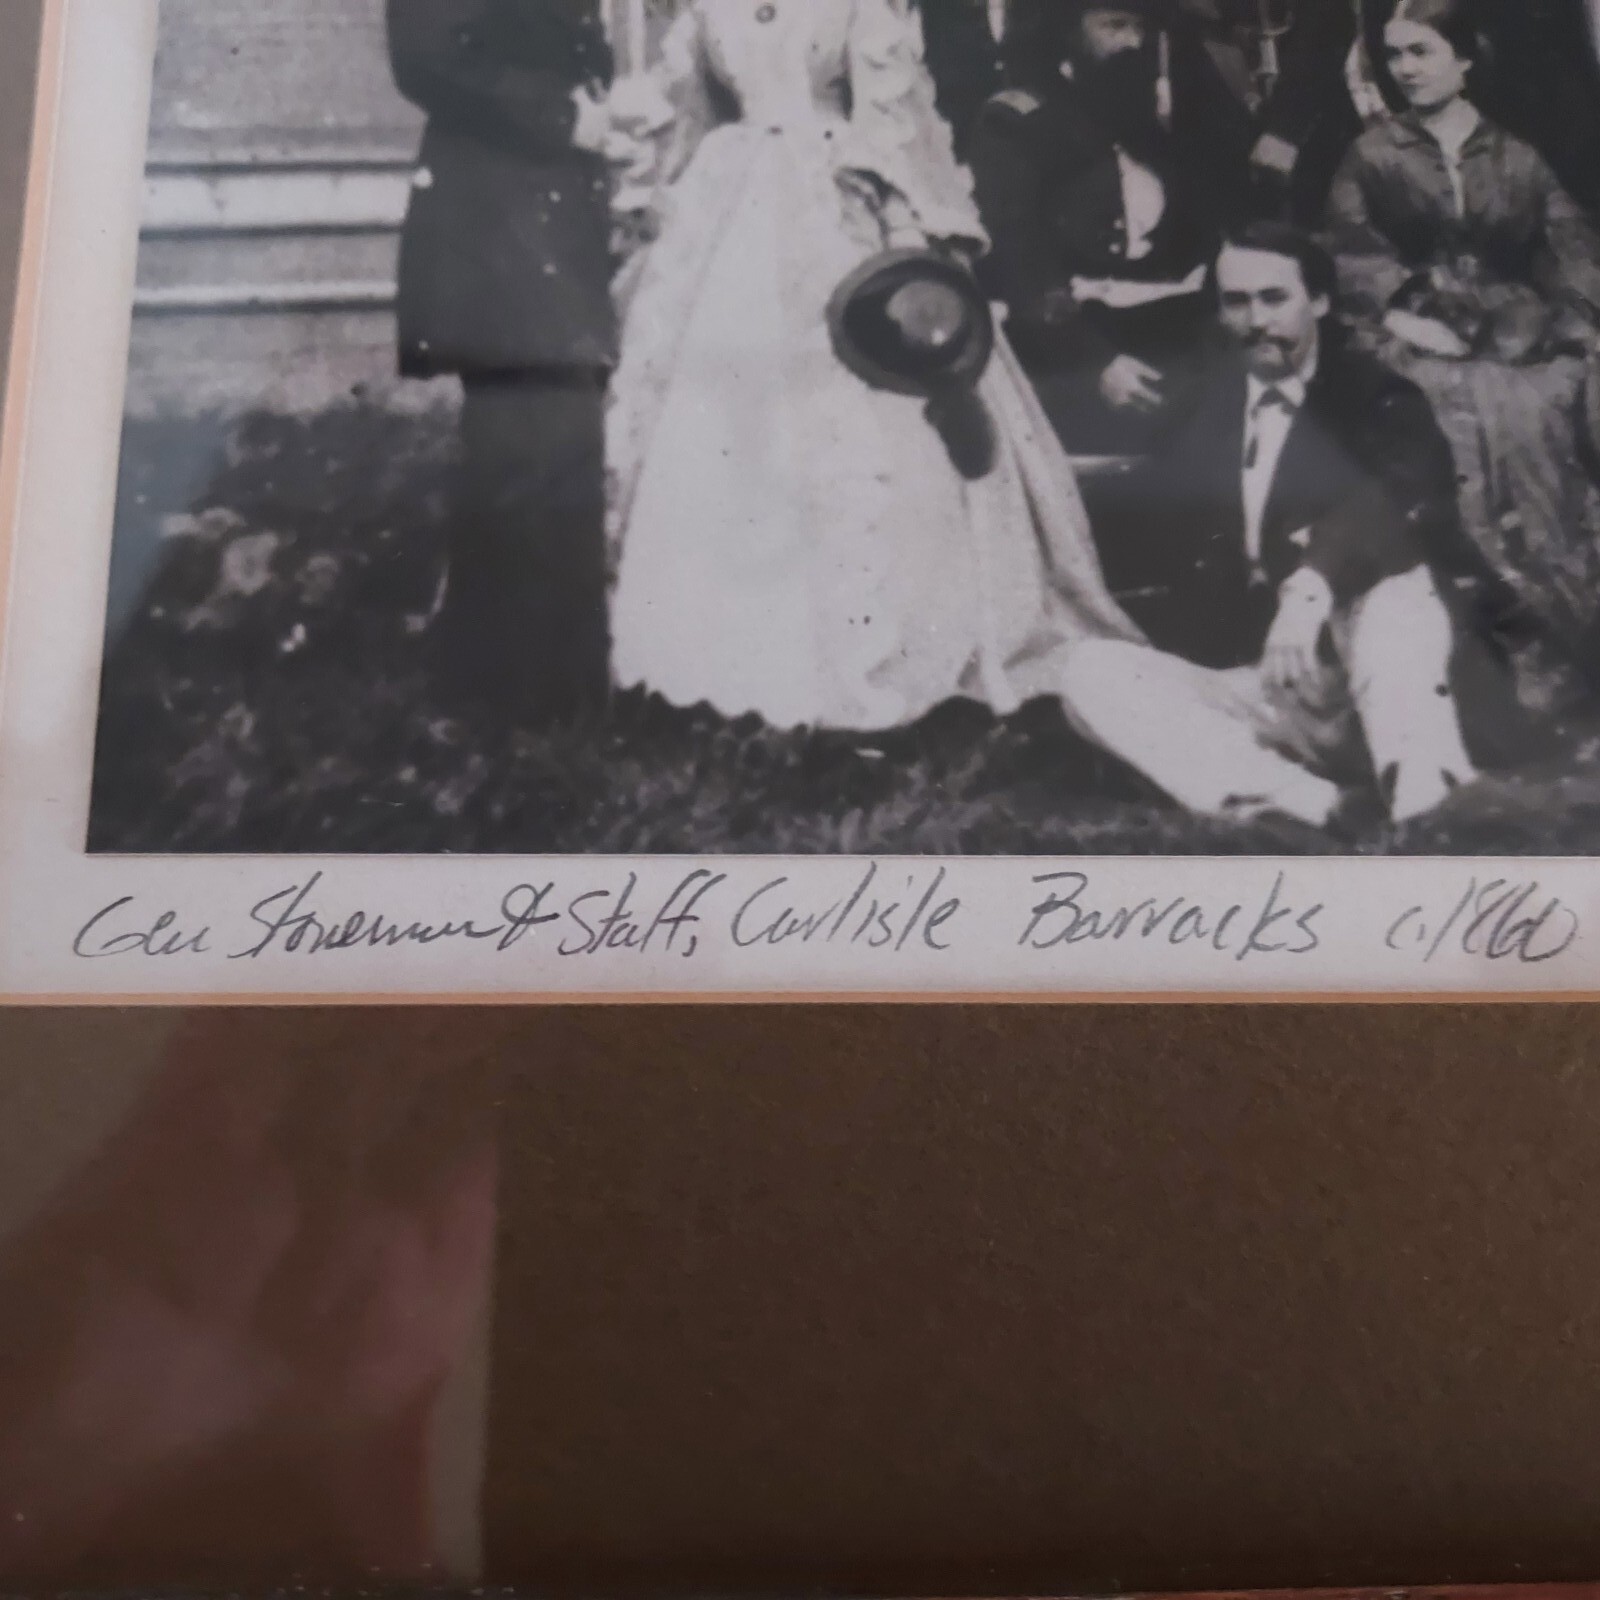 Gen Stoneman & Staff, Carlisle Barracks c.1860